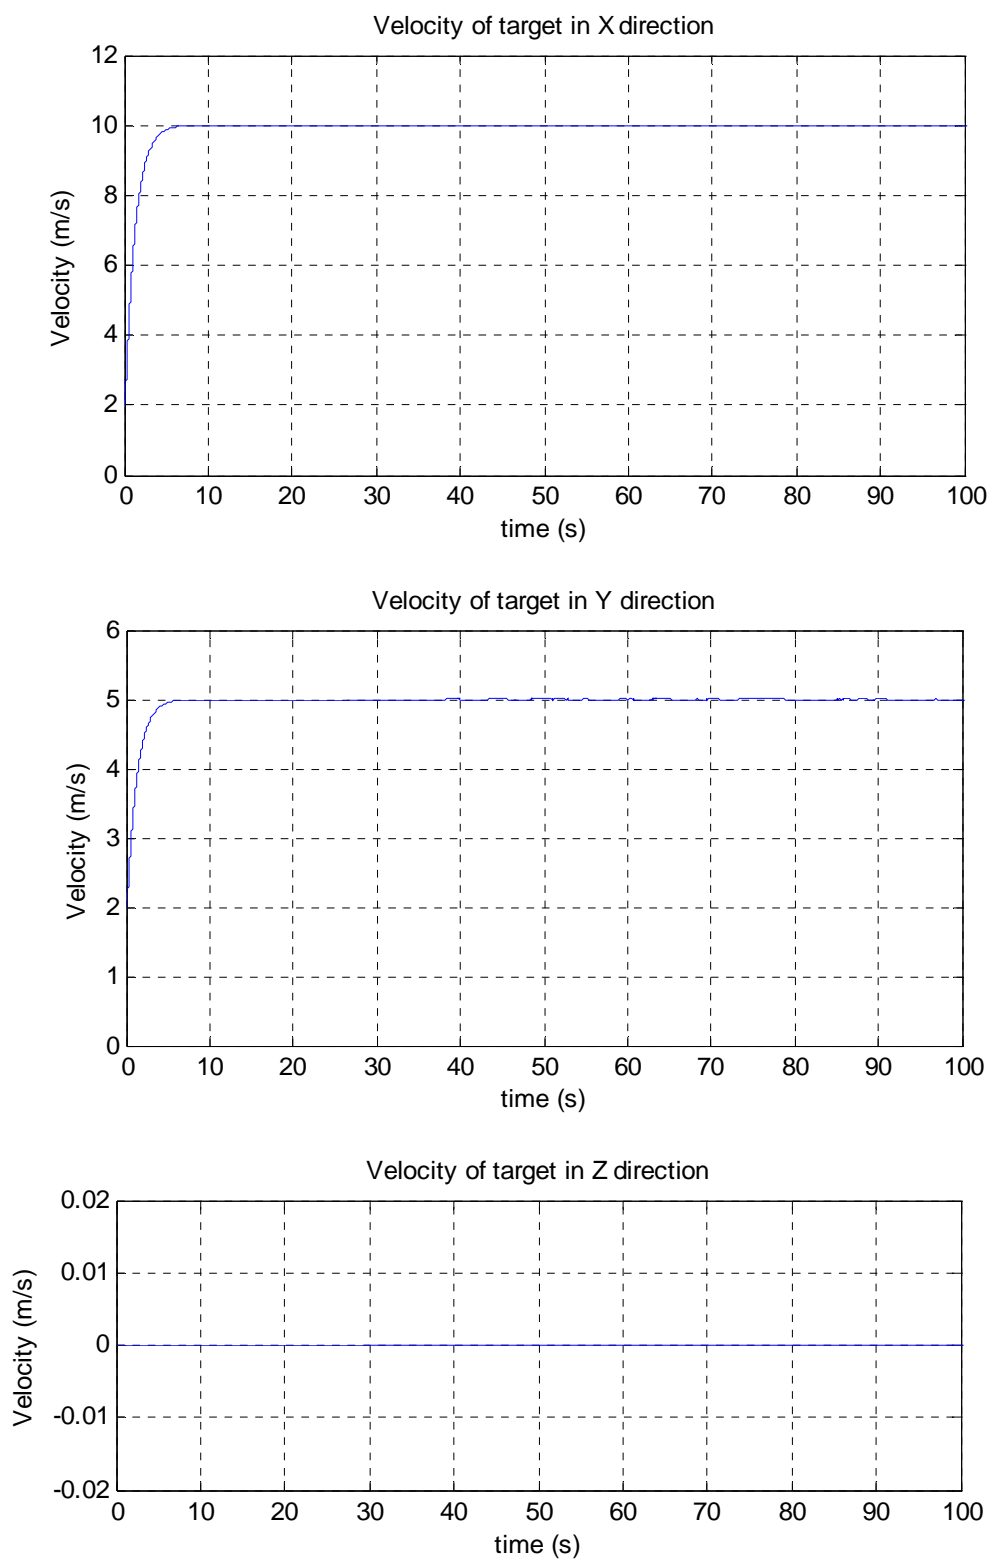 Velocity of target in X direction
12
10
8
6
4
2
0
Velocity (m/s)
0 10 20 30 40 50 60 70 80 90 100
time (s)
Velocity of target in Y direction
6
5
4
3
2
1
0
Velocity (m/s)
0 10 20 30 40 50 60 70 80 90 100
time (s)
Velocity of target in Z direction
0.02
0.01
0
-0.01
-0.02
Velocity (m/s)
0 10 20 30 40 50 60 70 80 90 100
time (s)